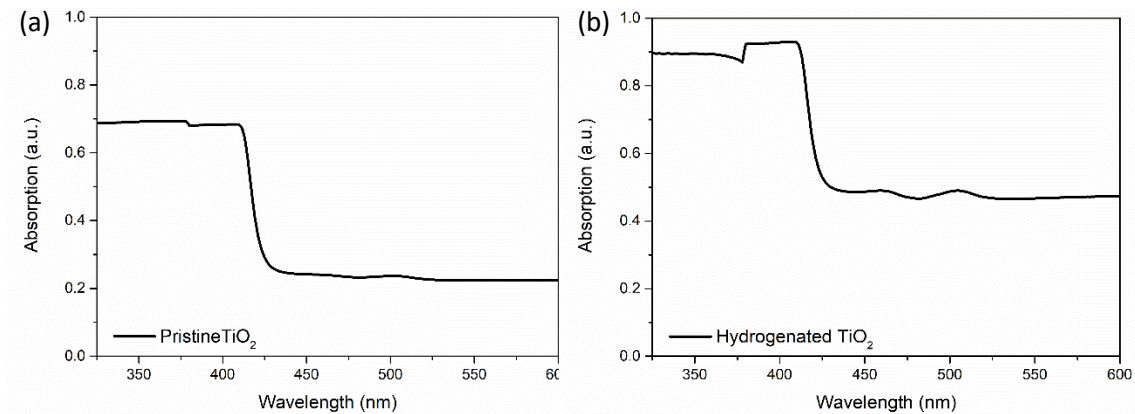 (a)
1.0
0.8
0.6
0.4
0.2
0.0
Absorption (a.u.)
PristineTiO₂
350 400 450 500 550 60
Wavelength (nm)
(b)
1.0
0.8
0.6
0.4
0.2
0.0
Absorption (a.u.)
Hydrogenated TiO₂
350 400 450 500 550 600
Wavelength (nm)